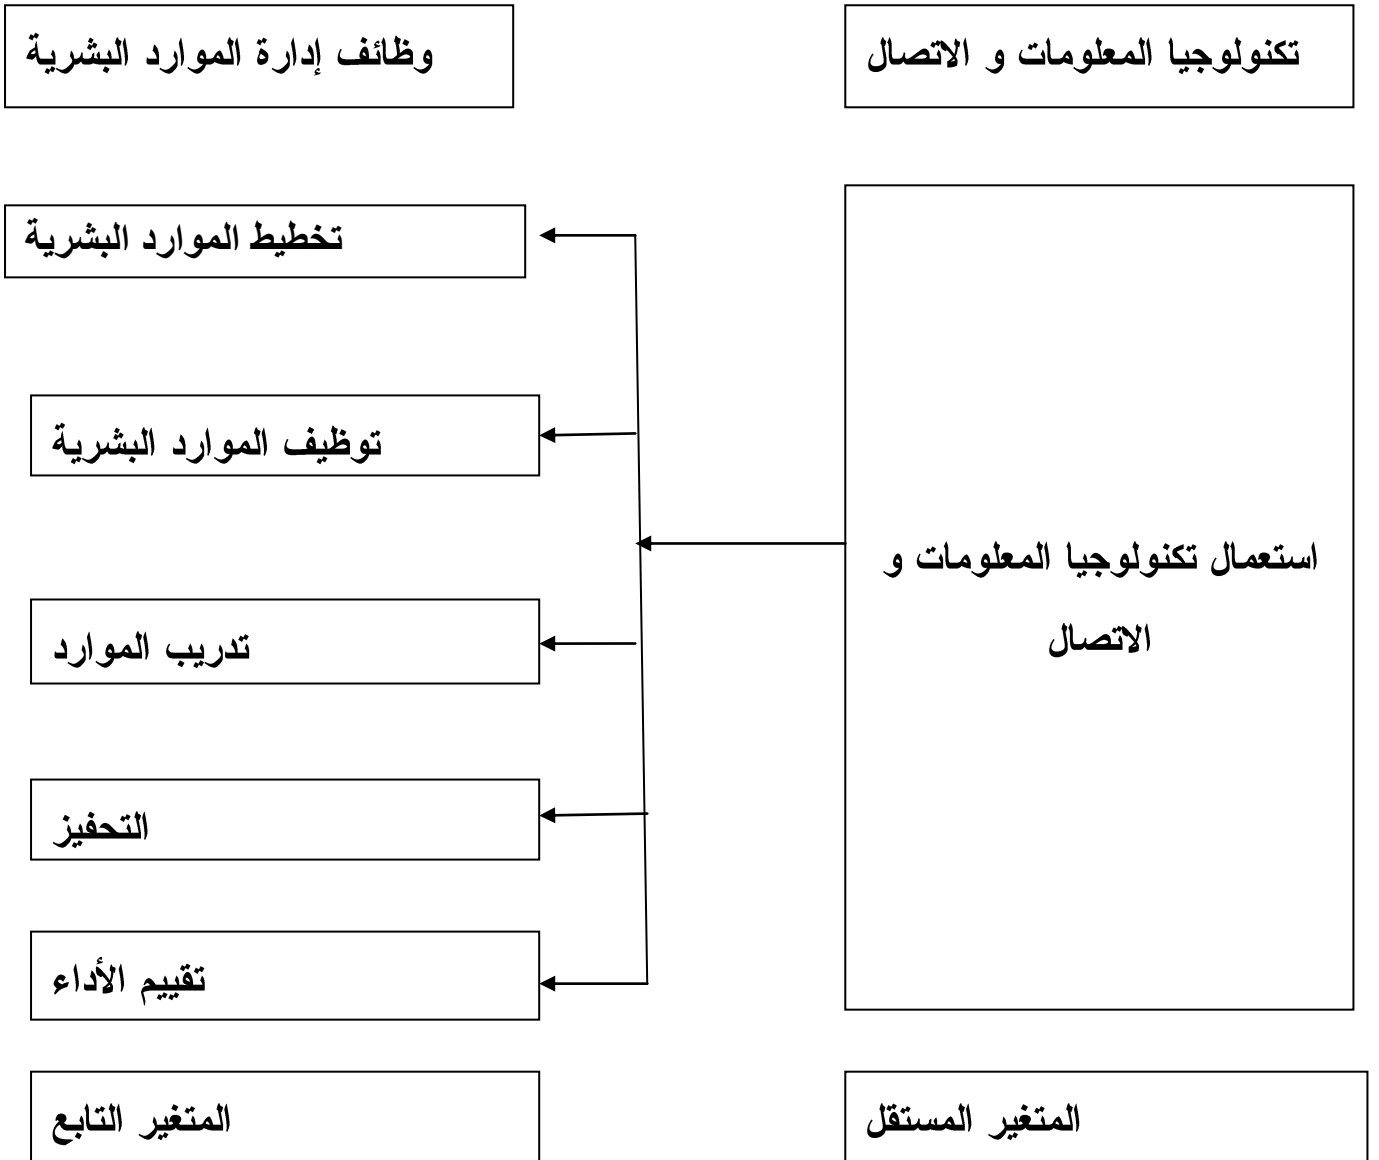 تكنولوجيا المعلومات و الاتصال
وظائف إدارة الموارد البشرية
استعمال تكنولوجيا المعلومات و
الاتصال
تخطيط الموارد البشرية
توظيف الموارد البشرية
تدريب الموارد
التحفيز
تقييم الأداء
المتغير المستقل
المتغير التابع